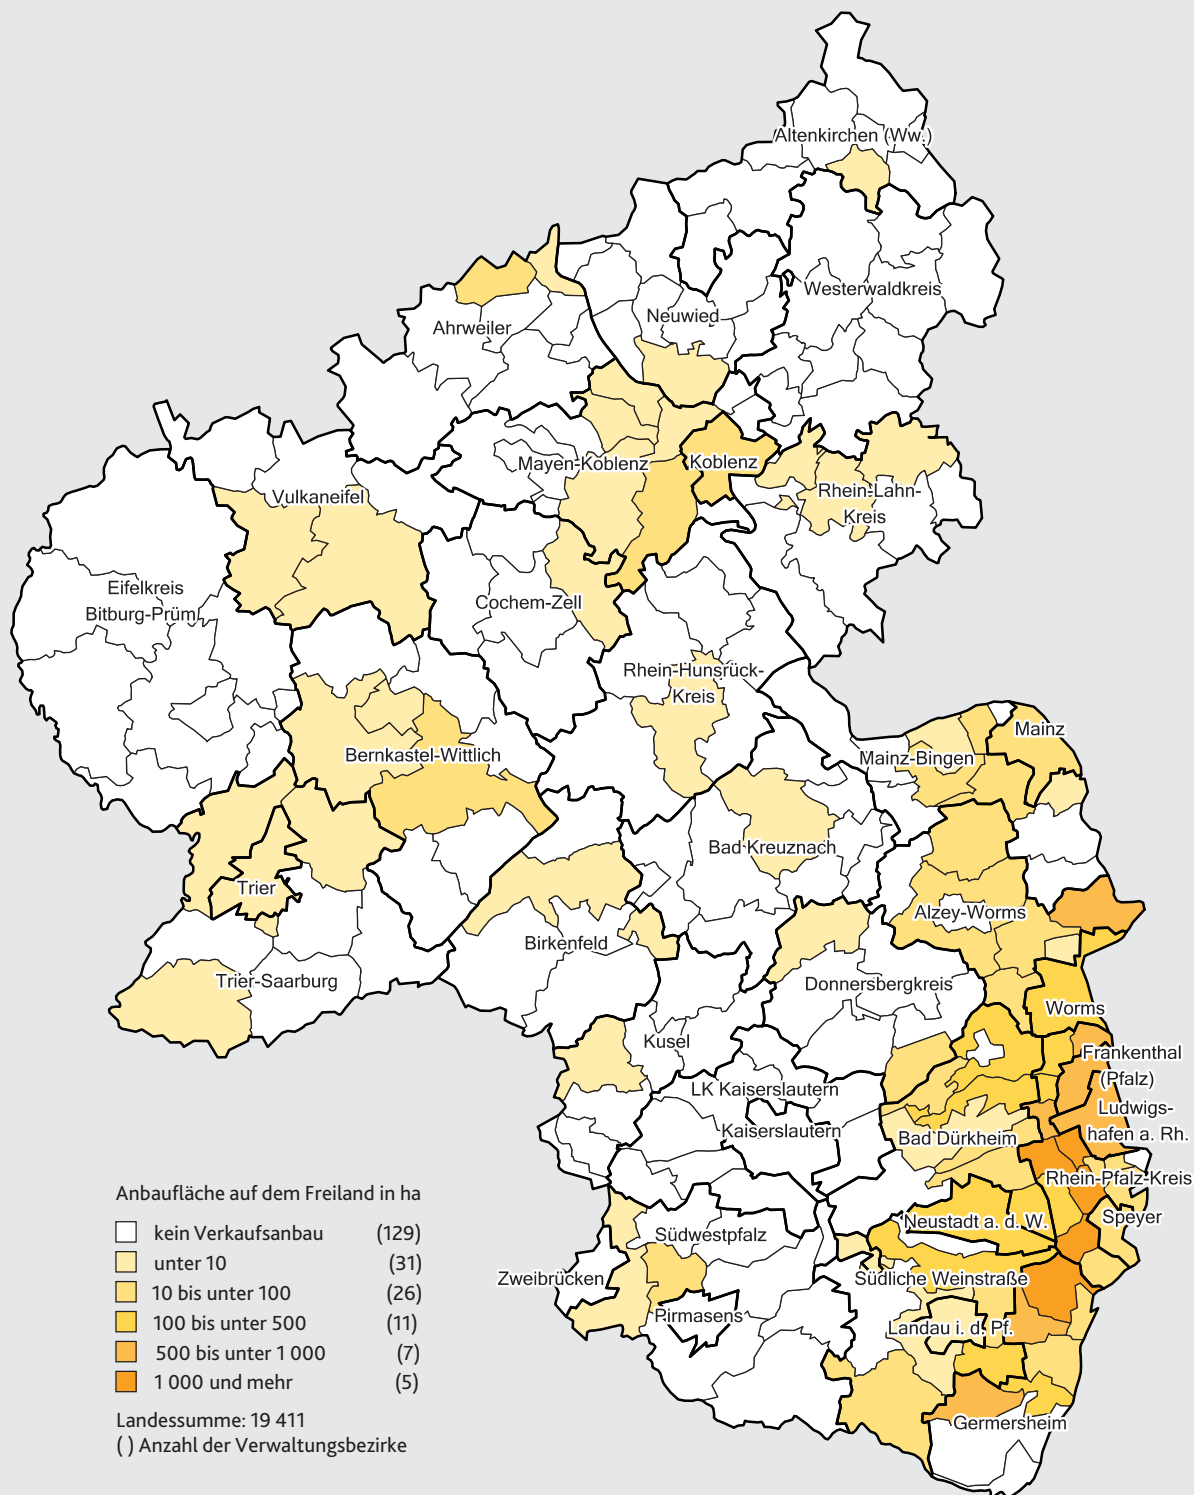 Altenkirchen (Ww.)
Westerwaldkreis
Neuwied
Ahrweiler
Mayen-Koblenz
Koblenz
Rhein-Lahn-
Kreis
Vulkaneifel
Eifelkreis
Bitburg-Prüm
Cochem-Zell
Rhein-Hunsrück-
Kreis
Mainz
Mainz-Bingen
Bernkastel-Wittlich
Bad Kreuznach
Trier
Alzey-Worms
Birkenfeld
Trier-Saarburg
Donnersbergkreis
Worms
Kusel
Frankenthal
(Pfalz)
LK Kaiserslautern
Ludwigs-
hafen a. Rh.
Kaiserslautern
Bad Dürkheim
Rhein-Pfalz-Kreis
Speyer
Neustadt a. d. W.
Südwestpfalz
Zweibrücken
Südliche Weinstraße
Pirmasens
Landau i. d. Pf.
Germersheim
Anbaufläche auf dem Freiland in ha
kein Verkaufsanbau (129)
unter 10 (31)
10 bis unter 100 (26)
100 bis unter 500 (11)
500 bis unter 1 000 (7)
1 000 und mehr (5)
Landessumme: 19 411
( ) Anzahl der Verwaltungsbezirke